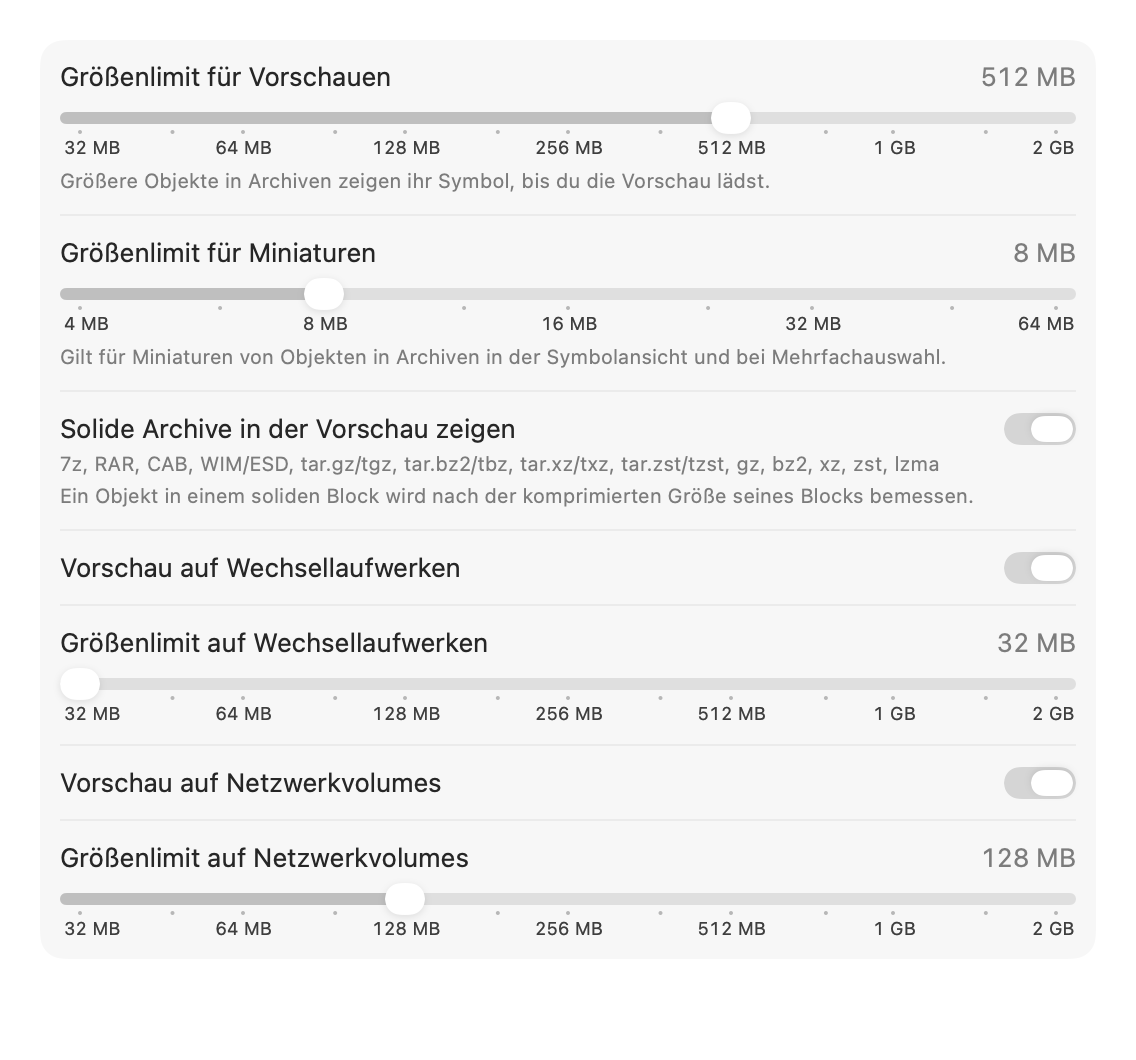 Größenlimit für Vorschauen 512 MB
32 MB 64 MB 128 MB 256 MB 512 MB 1 GB 2 GB
Größere Objekte in Archiven zeigen ihr Symbol, bis du die Vorschau lädst.
Größenlimit für Miniaturen 8 MB
4 MB 8 MB 16 MB 32 MB 64 MB
Gilt für Miniaturen von Objekten in Archiven in der Symbolansicht und bei Mehrfachauswahl.
Solide Archive in der Vorschau zeigen
7z, RAR, CAB, WIM/ESD, tar.gz/tgz, tar.bz2/tbz, tar.xz/txz, tar.zst/tzst, gz, bz2, xz, zst, lzma
Ein Objekt in einem soliden Block wird nach der komprimierten Größe seines Blocks bemessen.
Vorschau auf Wechsellaufwerken
Größenlimit auf Wechsellaufwerken 32 MB
32 MB 64 MB 128 MB 256 MB 512 MB 1 GB 2 GB
Vorschau auf Netzwerkvolumes
Größenlimit auf Netzwerkvolumes 128 MB
32 MB 64 MB 128 MB 256 MB 512 MB 1 GB 2 GB